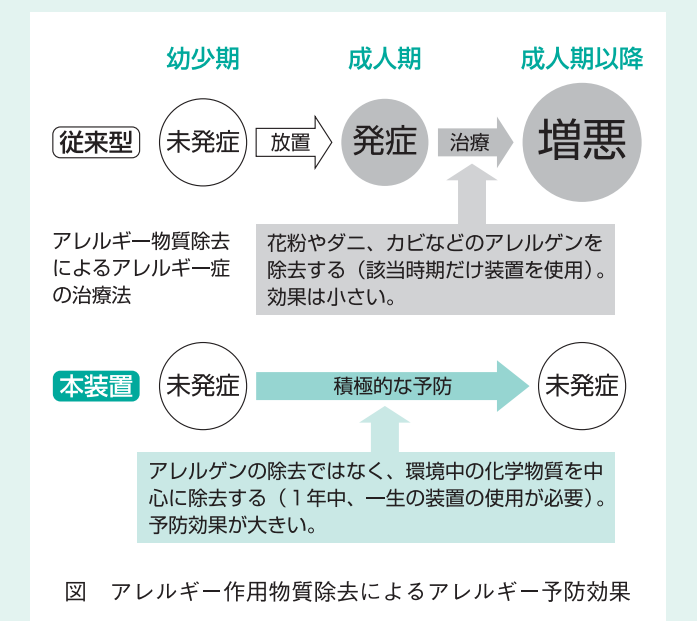 幼少期 成人期 成人期以降
従来型 未発症 放置 発症 治療 増悪
アレルギー物質除去
によるアレルギー症
の治療法
花粉やダニ、カビなどのアレルゲンを
除去する（該当時期だけ装置を使用）。
効果は小さい。
本装置 未発症 積極的な予防 未発症
アレルゲンの除去ではなく、環境中の化学物質を中
心に除去する（１年中、一生の装置の使用が必要）。
予防効果が大きい。
図　アレルギー作用物質除去によるアレルギー予防効果